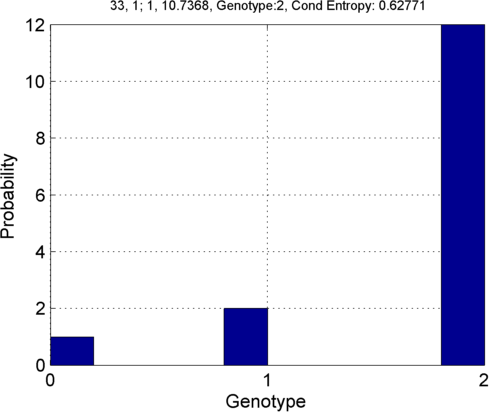 33, 1; 1, 10.7368, Genotype:2, Cond Entropy: 0.62771
12
10
8
6
4
2
0
Probability
0 1 2
Genotype